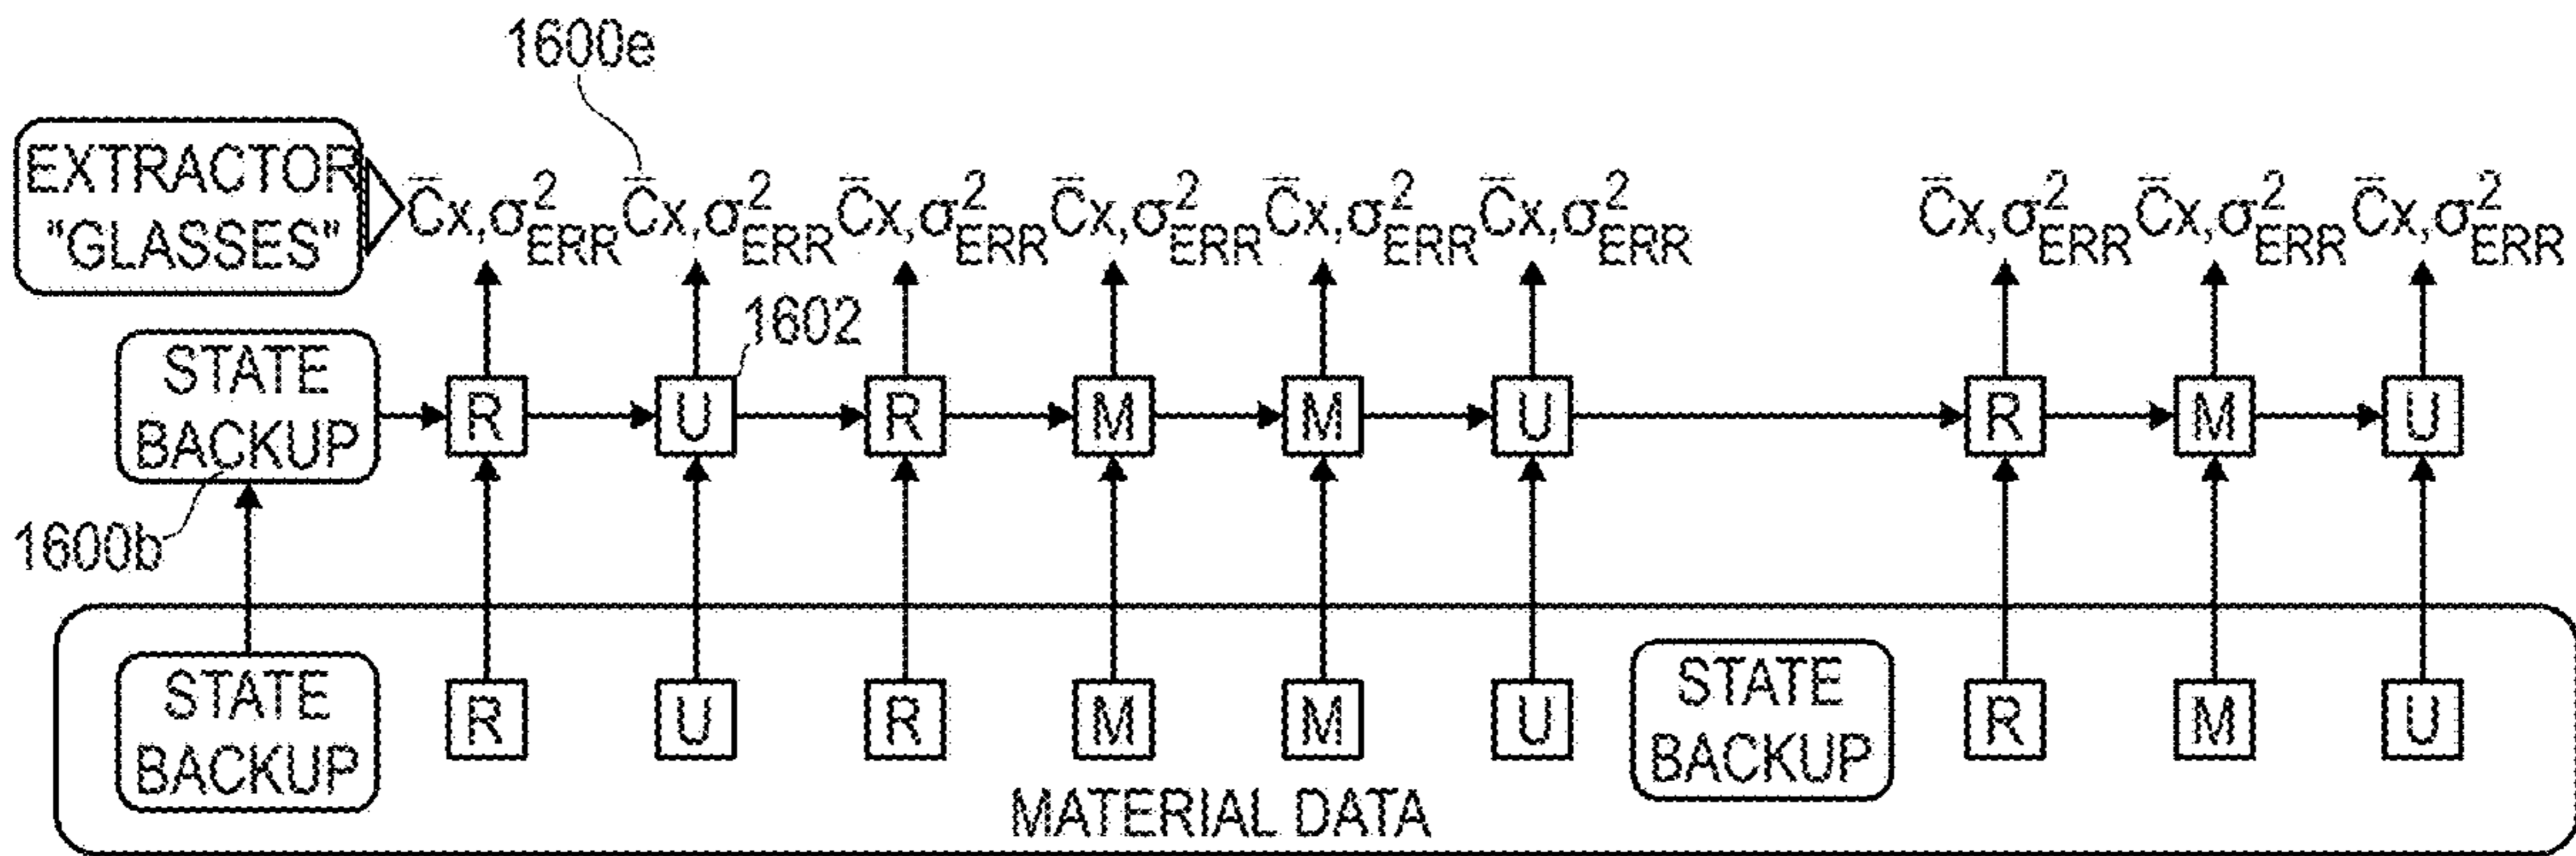 1600e
EXTRACTOR
"GLASSES"
C̄x,σ²ERR C̄x,σ²ERR C̄x,σ²ERR C̄x,σ²ERR C̄x,σ²ERR C̄x,σ²ERR C̄x,σ²ERR C̄x,σ²ERR C̄x,σ²ERR
1602
STATE
BACKUP
R U R M M U R M U
1600b
STATE
BACKUP
R U R M M U
STATE
BACKUP
R M U
MATERIAL DATA